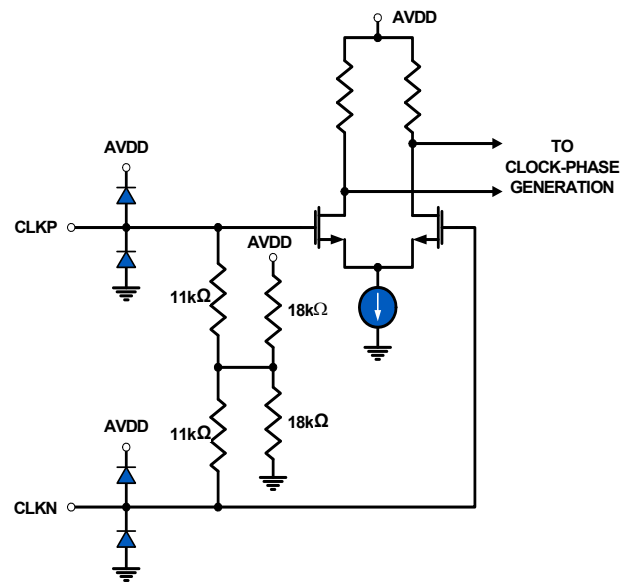 AVDD
TO
CLOCK-PHASE
GENERATION
AVDD
CLKP
AVDD
11kΩ
18kΩ
11kΩ
18kΩ
AVDD
CLKN